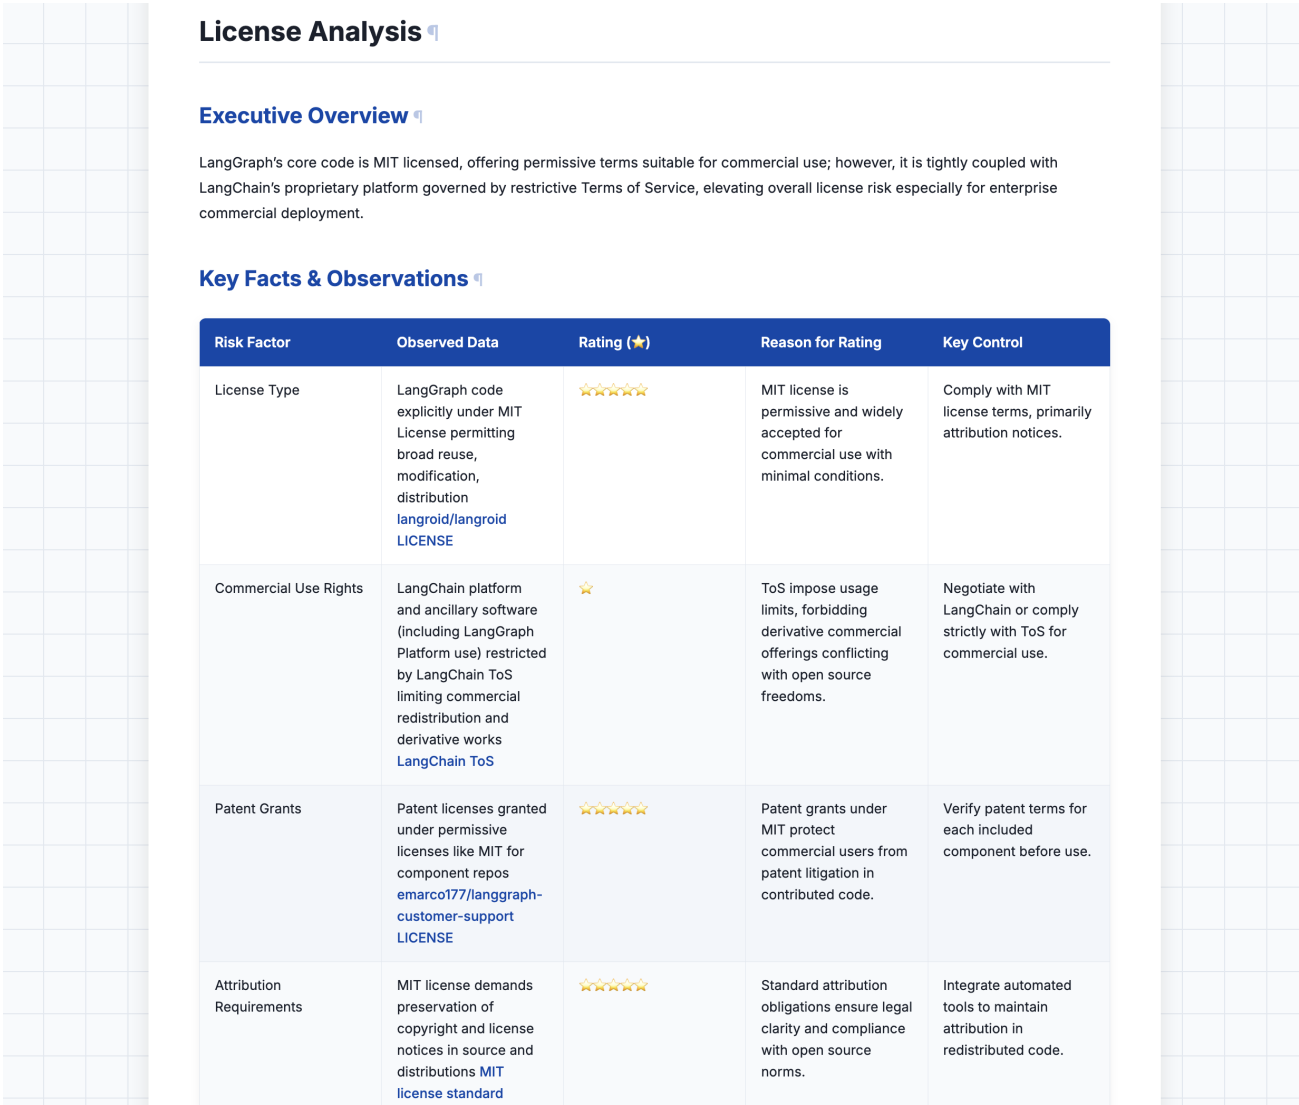 License Analysis ¶
Executive Overview ¶
LangGraph's core code is MIT licensed, offering permissive terms suitable for commercial use; however, it is tightly coupled with
LangChain's proprietary platform governed by restrictive Terms of Service, elevating overall license risk especially for enterprise
commercial deployment.
Key Facts & Observations ¶
Risk Factor
Observed Data
Rating (⭐)
Reason for Rating
Key Control
License Type
LangGraph code
explicitly under MIT
License permitting
broad reuse,
modification,
distribution
langroid/langroid
LICENSE
⭐⭐⭐⭐⭐
MIT license is
permissive and widely
accepted for
commercial use with
minimal conditions.
Comply with MIT
license terms, primarily
attribution notices.
Commercial Use Rights
LangChain platform
and ancillary software
(including LangGraph
Platform use) restricted
by LangChain ToS
limiting commercial
redistribution and
derivative works
LangChain ToS
⭐
ToS impose usage
limits, forbidding
derivative commercial
offerings conflicting
with open source
freedoms.
Negotiate with
LangChain or comply
strictly with ToS for
commercial use.
Patent Grants
Patent licenses granted
under permissive
licenses like MIT for
component repos
emarco177/langgraph-
customer-support
LICENSE
⭐⭐⭐⭐⭐
Patent grants under
MIT protect
commercial users from
patent litigation in
contributed code.
Verify patent terms for
each included
component before use.
Attribution
Requirements
MIT license demands
preservation of
copyright and license
notices in source and
distributions MIT
license standard
⭐⭐⭐⭐⭐
Standard attribution
obligations ensure legal
clarity and compliance
with open source
norms.
Integrate automated
tools to maintain
attribution in
redistributed code.